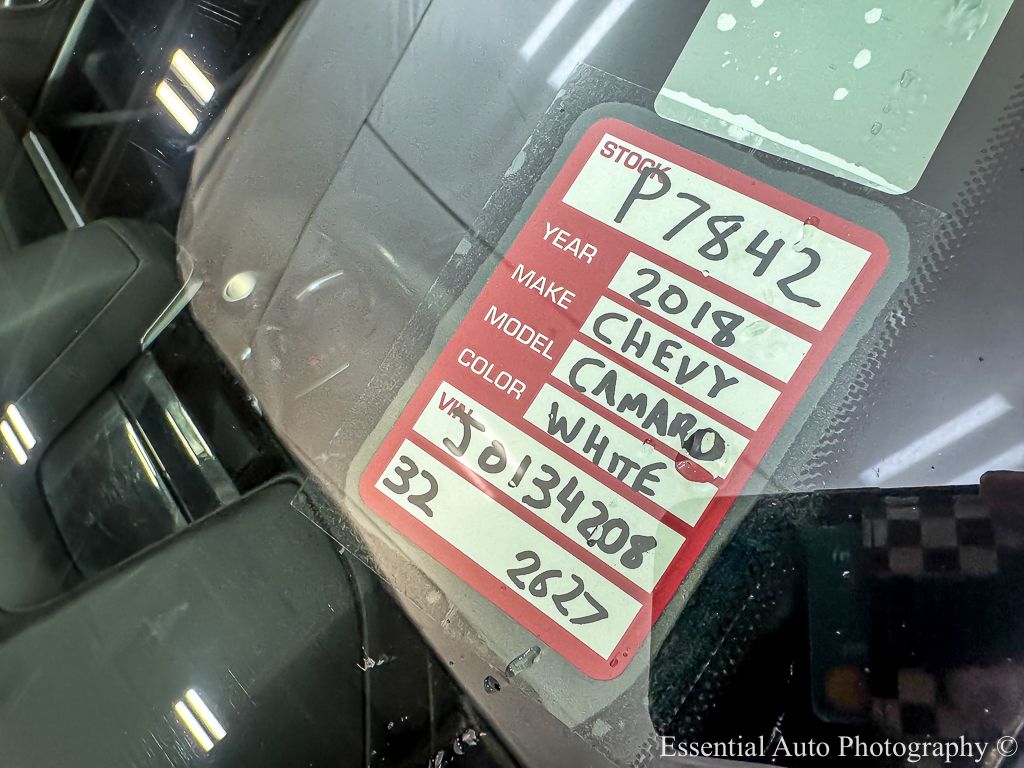 STOCK P7842
YEAR 2018
MAKE CHEVY
MODEL CAMARO
COLOR WHITE
VIN J0134208
32 2627
Essential Auto Photography ©